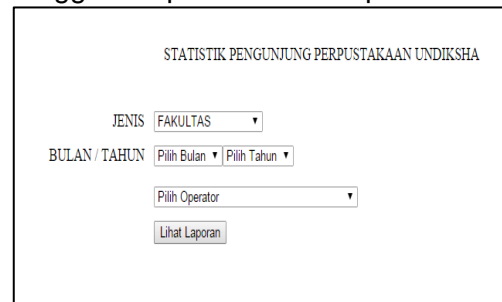 STATISTIK PENGUNJUNG PERPUSTAKAAN UNDIKSHA
JENIS FAKULTAS
BULAN / TAHUN Pilih Bulan Pilih Tahun
Pilih Operator
Lihat Laporan